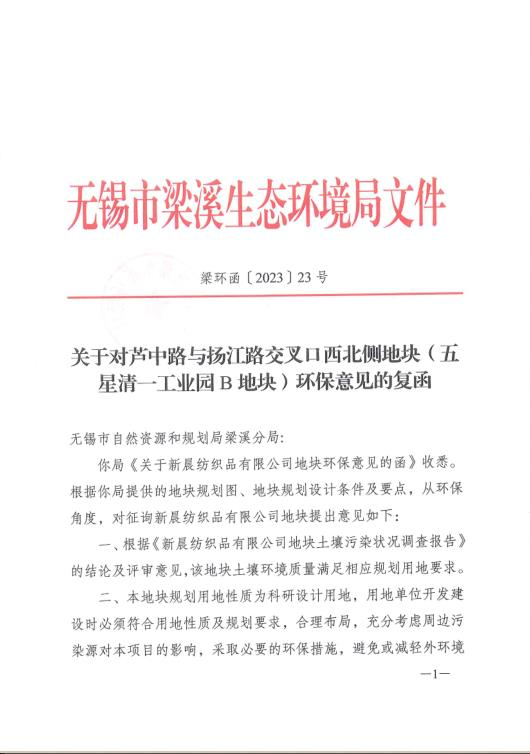 无锡市梁溪生态环境局文件
梁环函〔2023〕23 号
关于对芦中路与扬江路交叉口西北侧地块（五
星清一工业园 B 地块）环保意见的复函
无锡市自然资源和规划局梁溪分局：
你局《关于新晨纺织品有限公司地块环保意见的函》收悉。
根据你局提供的地块规划图、地块规划设计条件及要点，从环保
角度，对征询新晨纺织品有限公司地块提出意见如下：
一、根据《新晨纺织品有限公司地块土壤污染状况调查报告》
的结论及评审意见，该地块土壤环境质量满足相应规划用地要求。
二、本地块规划用地性质为科研设计用地，用地单位开发建
设时必须符合用地性质及规划要求，合理布局，充分考虑周边污
染源对本项目的影响，采取必要的环保措施，避免或减轻外环境
—1—